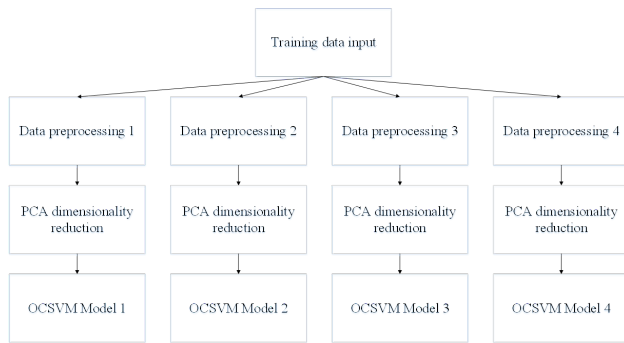 Training data input
Data preprocessing 1
Data preprocessing 2
Data preprocessing 3
Data preprocessing 4
PCA dimensionality
reduction
PCA dimensionality
reduction
PCA dimensionality
reduction
PCA dimensionality
reduction
OCSVM Model 1
OCSVM Model 2
OCSVM Model 3
OCSVM Model 4